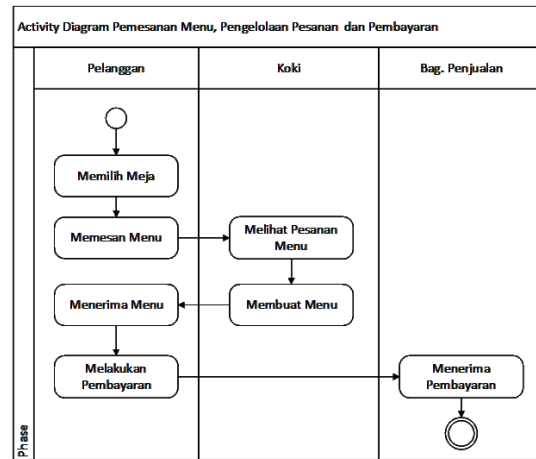 Activity Diagram Pemesanan Menu, Pengelolaan Pesanan dan Pembayaran
Pelanggan
Koki
Bag. Penjualan
Memilih Meja
Memesan Menu
Melihat Pesanan
Menu
Menerima Menu
Membuat Menu
Melakukan
Pembayaran
Menerima
Pembayaran
Phase